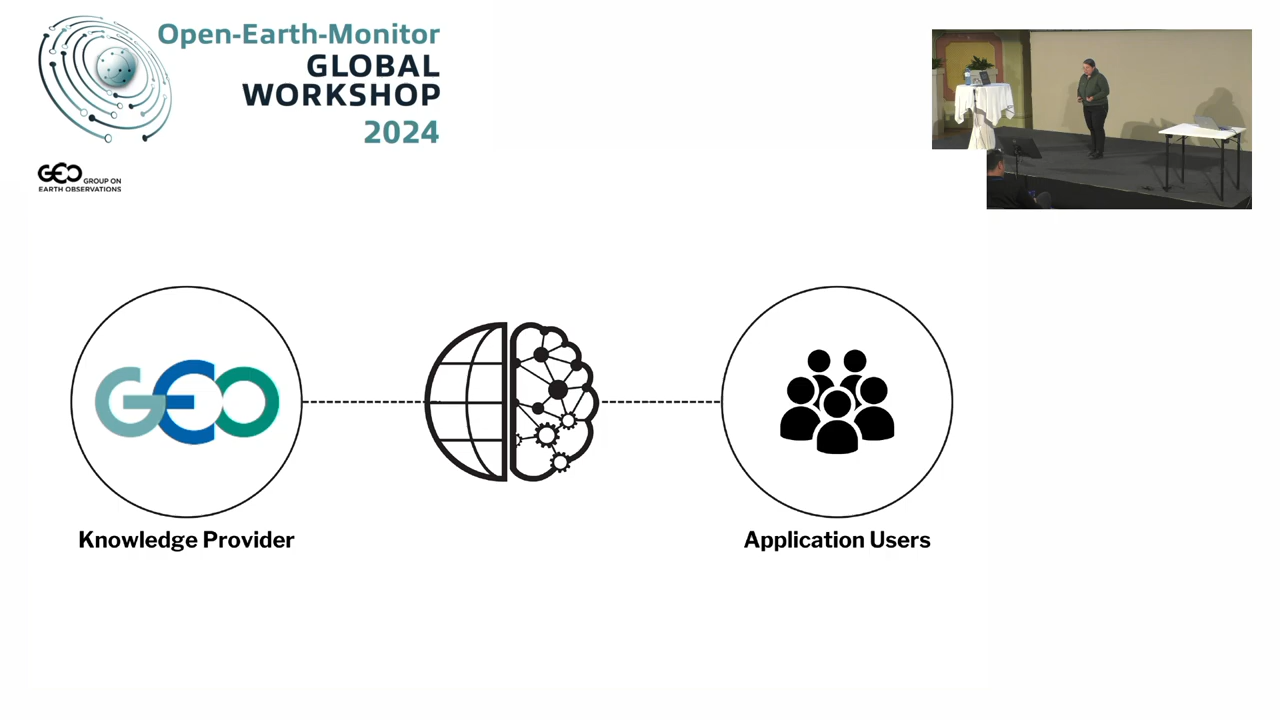 Open-Earth-Monitor
GLOBAL
WORKSHOP
2024
GEO GROUP ON
EARTH OBSERVATIONS
GEO
Knowledge Provider
Application Users